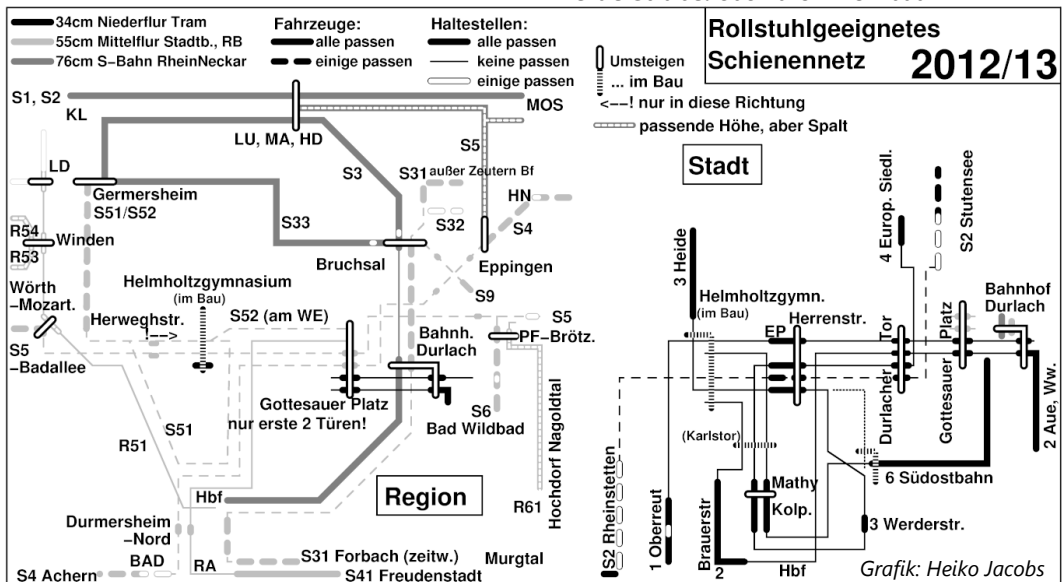 34cm Niederflur Tram
55cm Mittelflur Stadtb., RB
76cm S-Bahn RheinNeckar
Fahrzeuge:
alle passen
einige passen
Haltestellen:
alle passen
keine passen
einige passen
Umsteigen
... im Bau
<--! nur in diese Richtung
passende Höhe, aber Spalt
Rollstuhlgeeignetes
Schienennetz 2012/13
S1, S2
KL
MOS
LU, MA, HD
S5
S3
S31 außer Zeutern Bf
HN
LD
Germersheim
S51/S52
S33
S32
S4
R54
Winden
R53
Bruchsal
Eppingen
S9
Wörth
-Mozart.
Helmholtzgymnasium
(im Bau)
Herweghstr.
!-->
S52 (am WE)
S5
PF-Brötz.
Bahnh.
Durlach
S5
-Badallee
Gottesauer Platz
nur erste 2 Türen!
S6
Bad Wildbad
Hochdorf Nagoldtal
R51
S51
Hbf
Region
R61
Durmersheim
-Nord
BAD
RA
S31 Forbach (zeitw.)
Murgtal
S4 Achern
S41 Freudenstadt
Stadt
3 Heide
4 Europ. Siedl.
S2 Stutensee
Helmholtzgymn.
(im Bau)
EP
Herrenstr.
Durlacher Tor
Gottesauer Platz
Bahnhof
Durlach
2 Aue, Ww.
(Karlstor)
6 Südostbahn
Mathy
Kolp.
3 Werderstr.
S2 Rheinstetten
1 Oberreut
Brauerstr
2
Hbf
Grafik: Heiko Jacobs